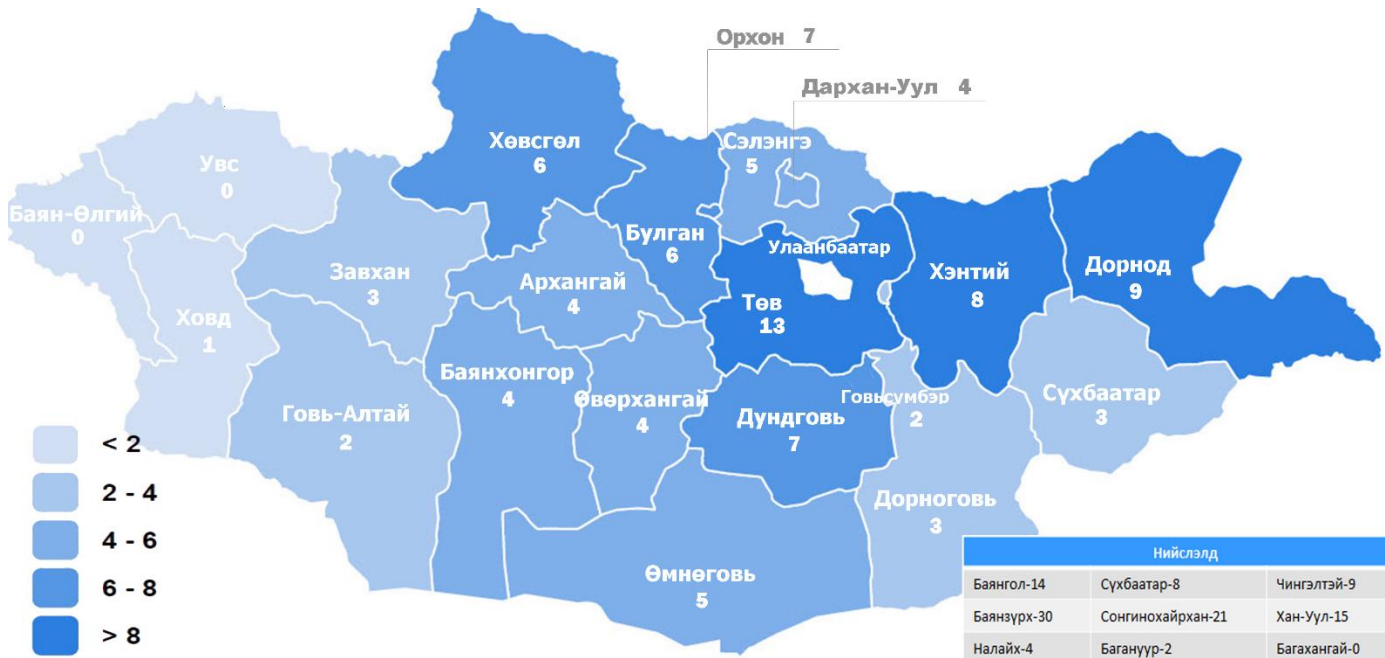 Орхон 7
Дархан-Уул 4
Хөвсгөл
6
Сэлэнгэ
5
Увс
0
Баян-Өлгий
0
Булган
6
Улаанбаатар
Завхан
3
Архангай
4
Хэнтий
8
Дорнод
9
Төв
13
Ховд
1
Баянхонгор
4
Өвөрхангай
4
Говьсумбэр
2
Сүхбаатар
3
Говь-Алтай
2
Дундговь
7
Дорноговь
3
Өмнөговь
5
< 2
2 - 4
4 - 6
6 - 8
> 8
Нийслэлд
Баянгол-14 Сүхбаатар-8 Чингэлтэй-9
Баянзүрх-30 Сонгинохайрхан-21 Хан-Уул-15
Налайх-4 Багануур-2 Багахангай-0